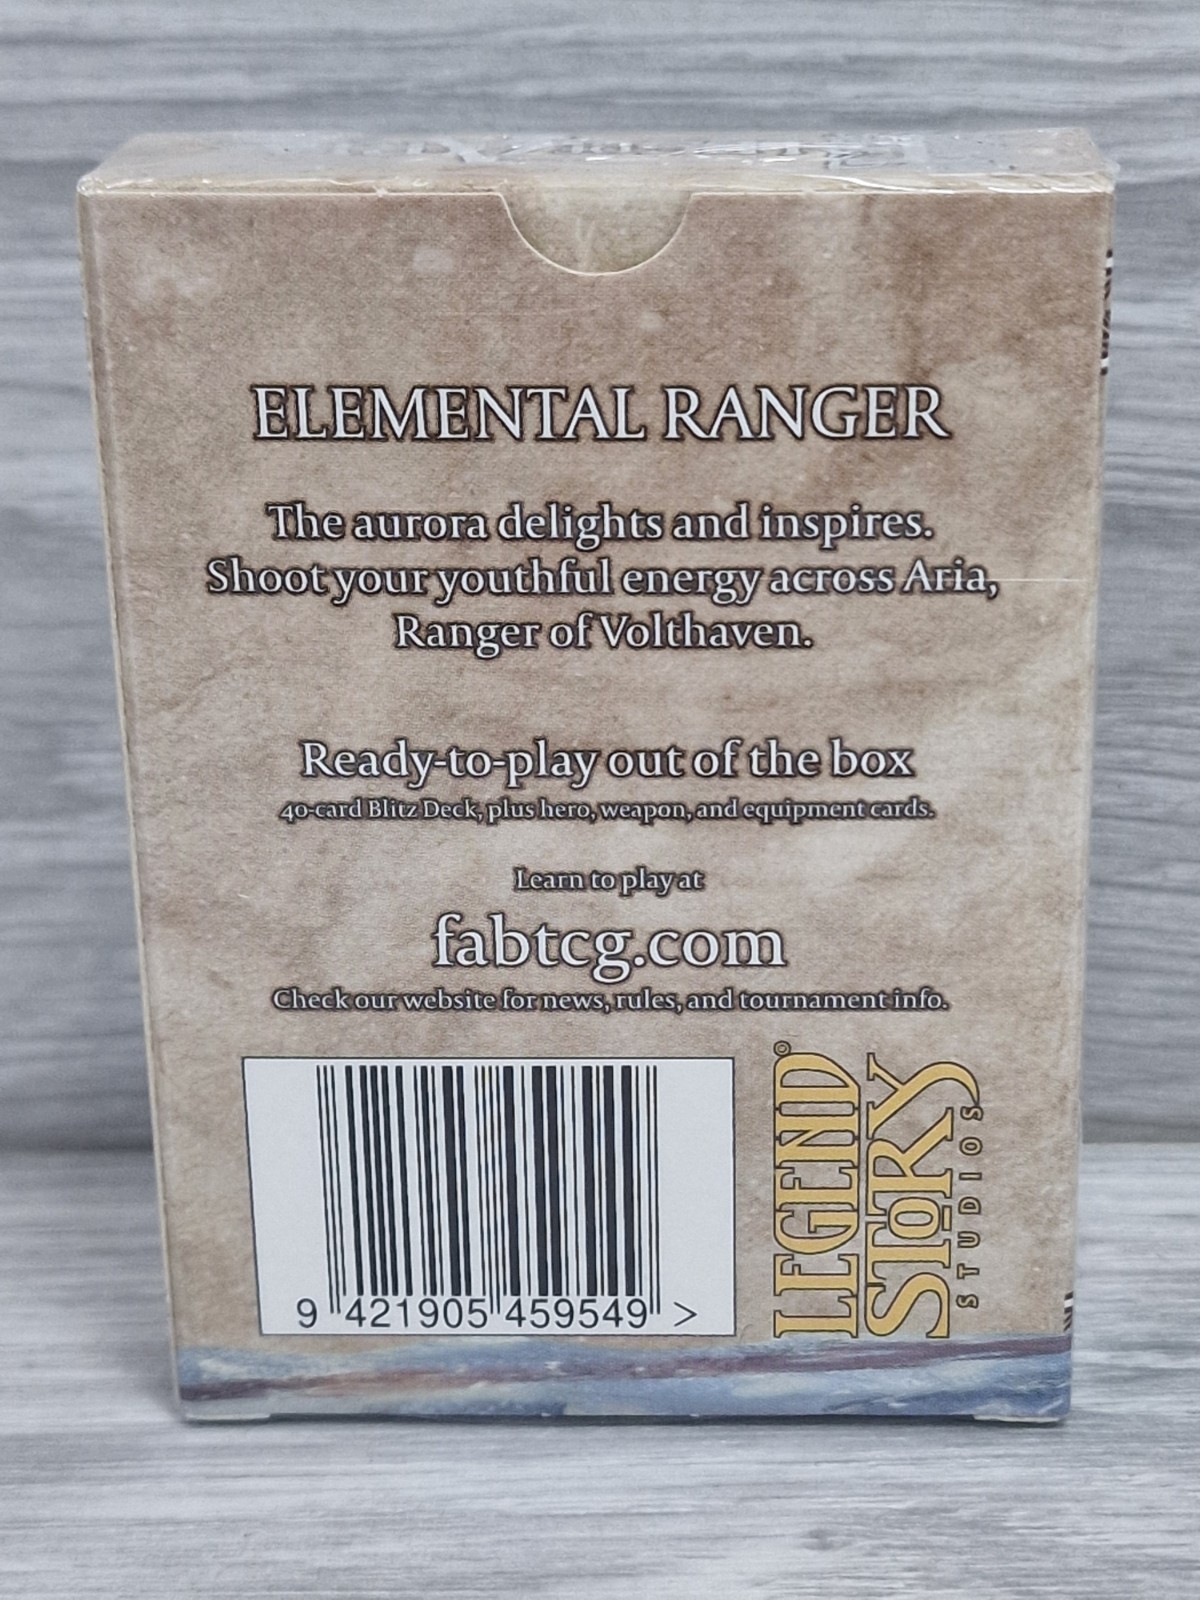 ELEMENTAL RANGER
The aurora delights and inspires.
Shoot your youthful energy across Aria,
Ranger of Volthaven.
Ready-to-play out of the box
40-card Blitz Deck, plus hero, weapon, and equipment cards.
Learn to play at
fabtcg.com
Check our website for news, rules, and tournament info.
9 421905 459549 >
LEGEND®
STORY
STUDIOS